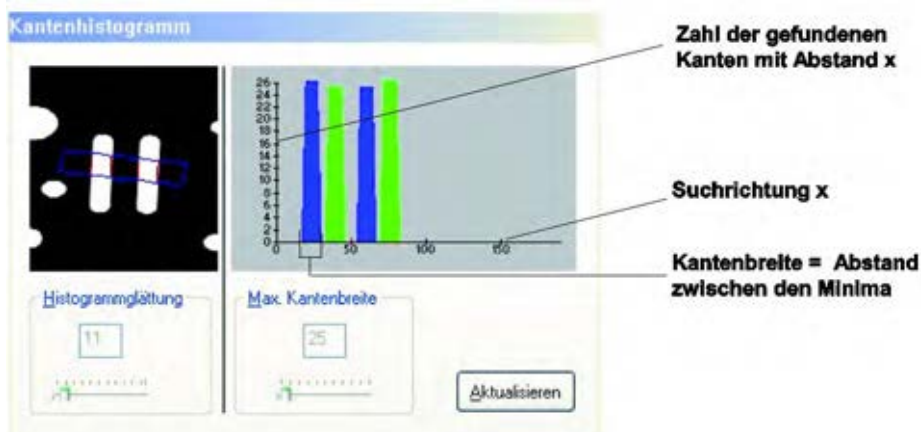 Kantenhistogramm
Zahl der gefundenen
Kanten mit Abstand x
26
24
22
20
18
16
14
12
10
8
6
4
2
0
0 50 100 150
Suchrichtung x
Kantenbreite = Abstand
zwischen den Minima
Histogrammglättung
11
Max. Kantenbreite
25
Aktualisieren